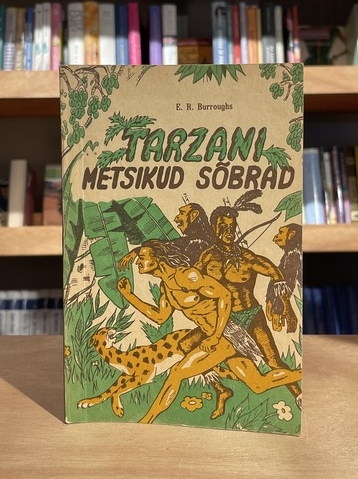 E. R. Burroughs
TARZANI
METSIKUD SÕBRAD